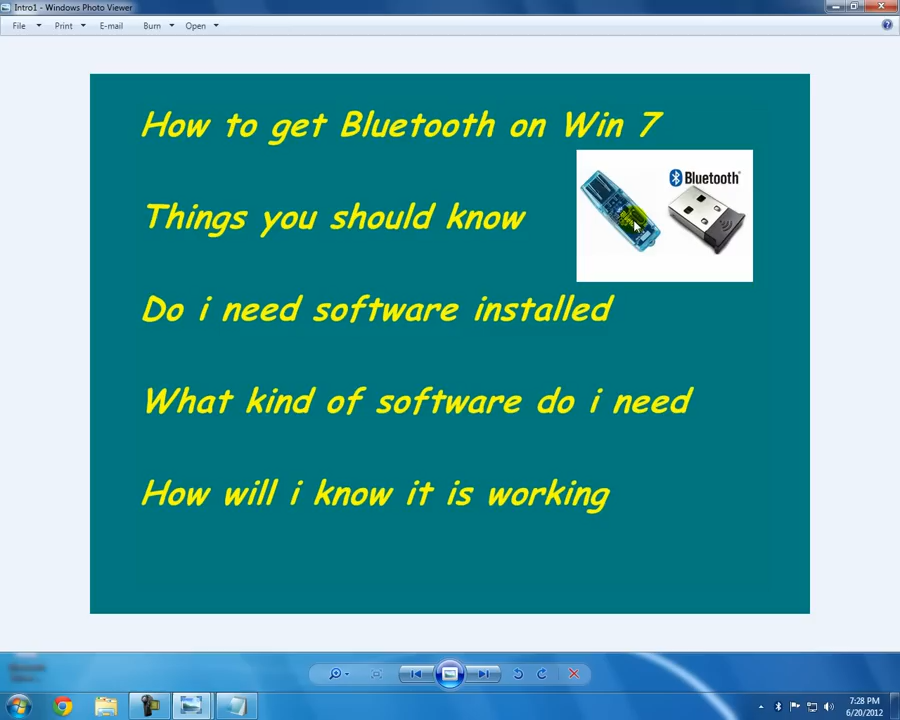 Intro1 - Windows Photo Viewer
File Print E-mail Burn Open
How to get Bluetooth on Win 7
Bluetooth
Things you should know
Do i need software installed
What kind of software do i need
How will i know it is working
7:28 PM
6/20/2012